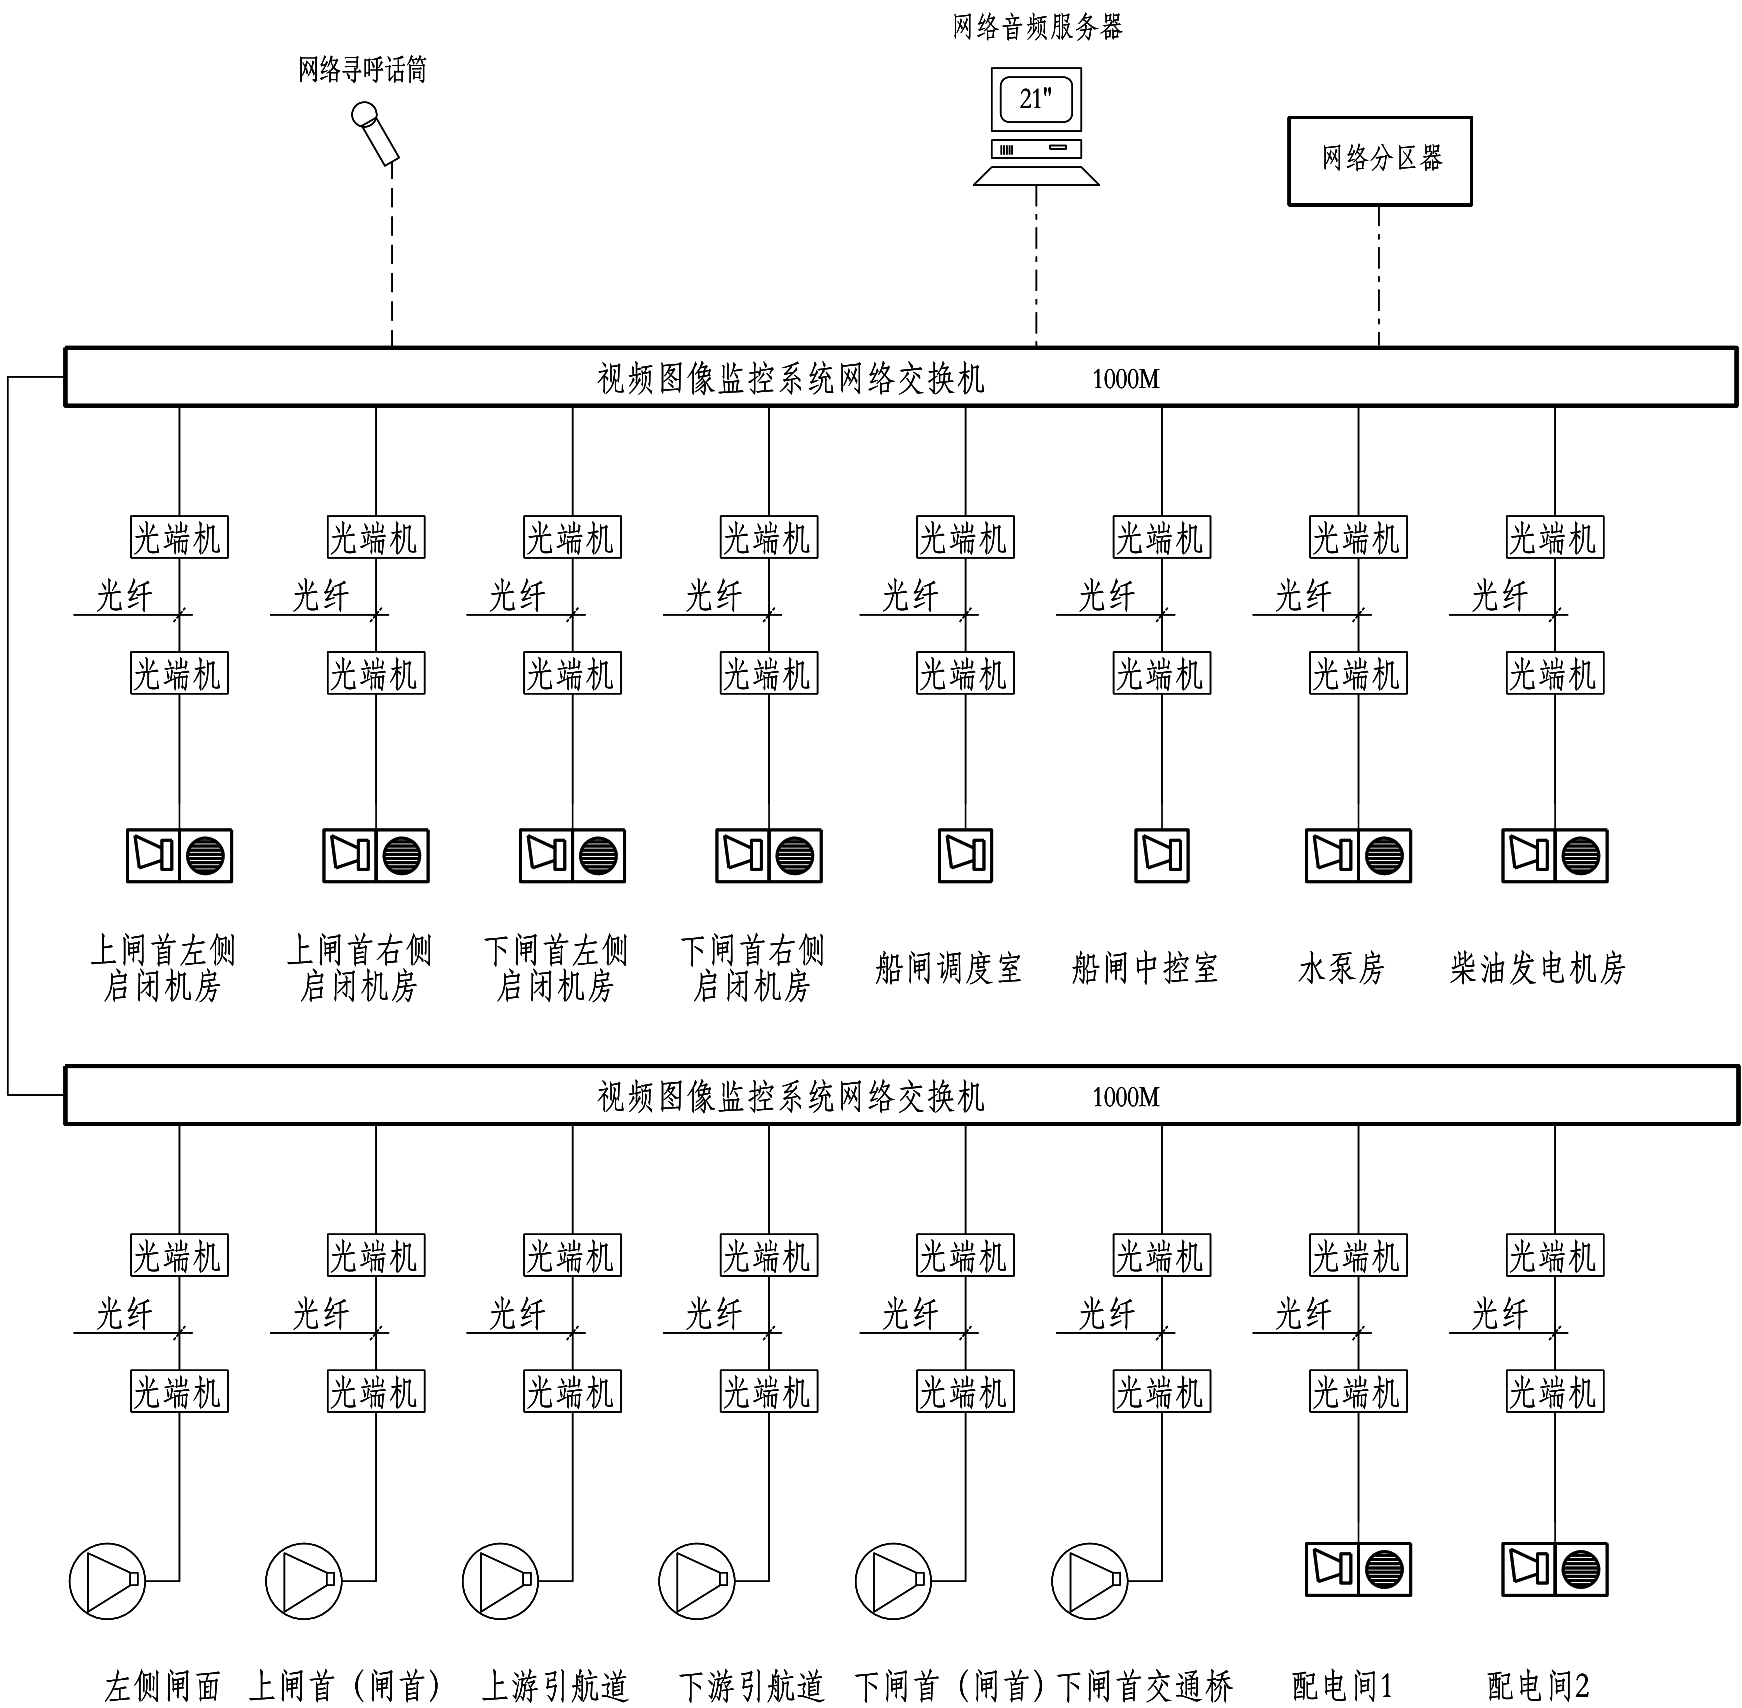 网络音频服务器
网络寻呼话筒
21"
网络分区器
视频图像监控系统网络交换机 1000M
光端机 光端机 光端机 光端机 光端机 光端机 光端机 光端机
光纤 光纤 光纤 光纤 光纤 光纤 光纤 光纤
光端机 光端机 光端机 光端机 光端机 光端机 光端机 光端机
上闸首左侧
启闭机房
上闸首右侧
启闭机房
下闸首左侧
启闭机房
下闸首右侧
启闭机房
船闸调度室
船闸中控室
水泵房
柴油发电机房
视频图像监控系统网络交换机 1000M
光端机 光端机 光端机 光端机 光端机 光端机 光端机 光端机
光纤 光纤 光纤 光纤 光纤 光纤 光纤 光纤
光端机 光端机 光端机 光端机 光端机 光端机 光端机 光端机
左侧闸面 上闸首（闸首） 上游引航道 下游引航道 下闸首（闸首） 下闸首交通桥 配电间1 配电间2